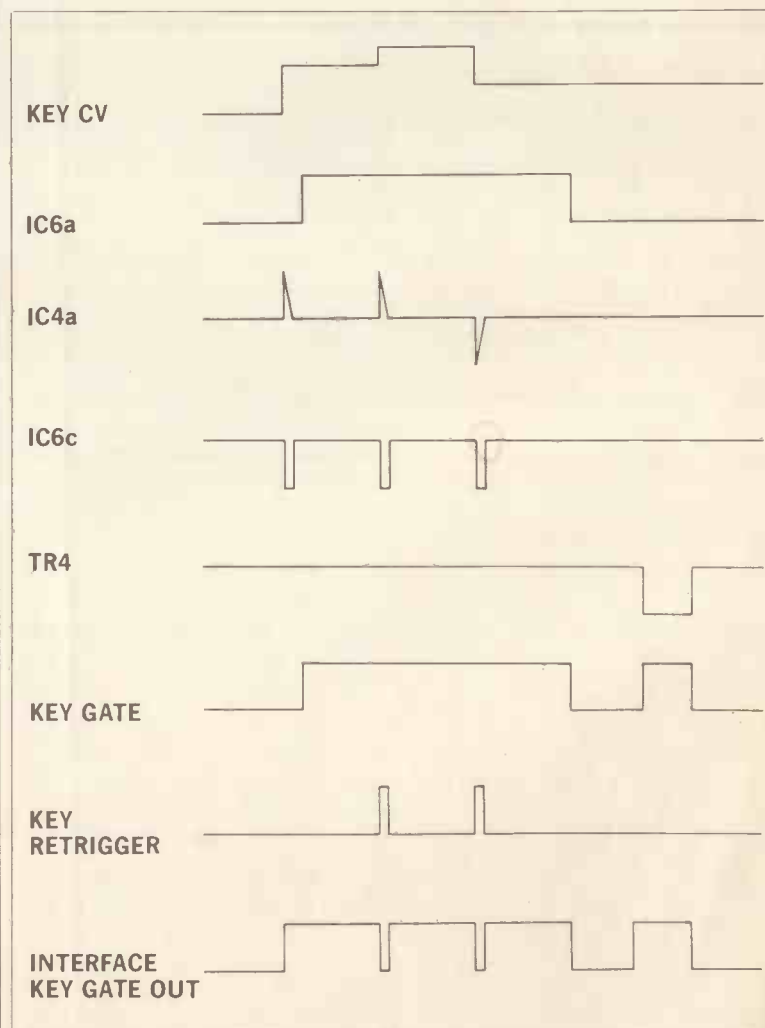 KEY CV
IC6a
IC4a
IC6c
TR4
KEY GATE
KEY
RETRIGGER
INTERFACE
KEY GATE OUT